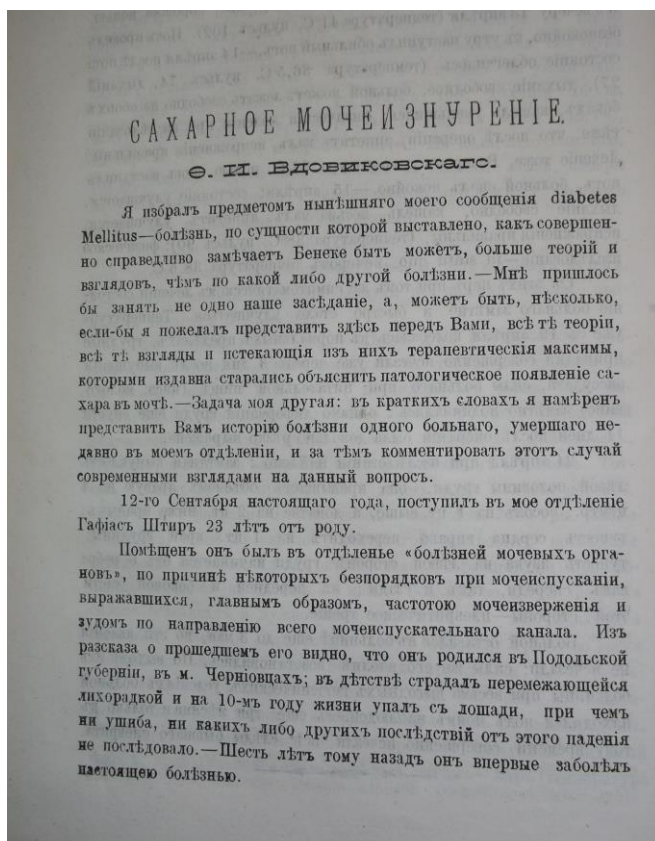 САХАРНОЕ МОЧЕИЗНУРЕНІЕ.
Ѳ. И. Вдовиковскаго.
Я избралъ предметомъ нынѣшняго моего сообщенія diabetes
Mellitus—болѣзнь, по сущности которой выставлено, какъ совершен-
но справедливо замѣчаетъ Бенеке быть можетъ, больше теорій и
взглядовъ, чѣмъ по какой либо другой болѣзни.—Мнѣ пришлось
бы занять не одно наше засѣданіе, а, можетъ быть, нѣсколько,
если-бы я пожелалъ представить здѣсь передъ Вами, всѣ тѣ теоріи,
всѣ тѣ взгляды и истекающія изъ нихъ терапевтическія максимы,
которыми издавна старались объяснить патологическое появленіе са-
хара въ мочѣ.—Задача моя другая: въ краткихъ словахъ я намѣренъ
представить Вамъ исторію болѣзни одного больнаго, умершаго не-
давно въ моемъ отдѣленіи, и за тѣмъ комментировать этотъ случай
современными взглядами на данный вопросъ.
12-го Сентября настоящаго года, поступилъ въ мое отдѣленіе
Гафіасъ Штиръ 23 лѣтъ отъ роду.
Помѣщенъ онъ былъ въ отдѣленье «болѣзней мочевыхъ орга-
новъ», по причинѣ нѣкоторыхъ безпорядковъ при мочеиспусканіи,
выражавшихся, главнымъ образомъ, частотою мочеизверженія и
зудомъ по направленію всего мочеиспускательнаго канала. Изъ
разсказа о прошедшемъ его видно, что онъ родился въ Подольской
губерніи, въ м. Черніовцахъ; въ дѣтствѣ страдалъ перемежающейся
лихорадкой и на 10-мъ году жизни упалъ съ лошади, при чемъ
ни ушиба, ни какихъ либо другихъ послѣдствій отъ этого паденія
не послѣдовало.—Шесть лѣтъ тому назадъ онъ впервые заболѣлъ
настоящею болѣзнью.